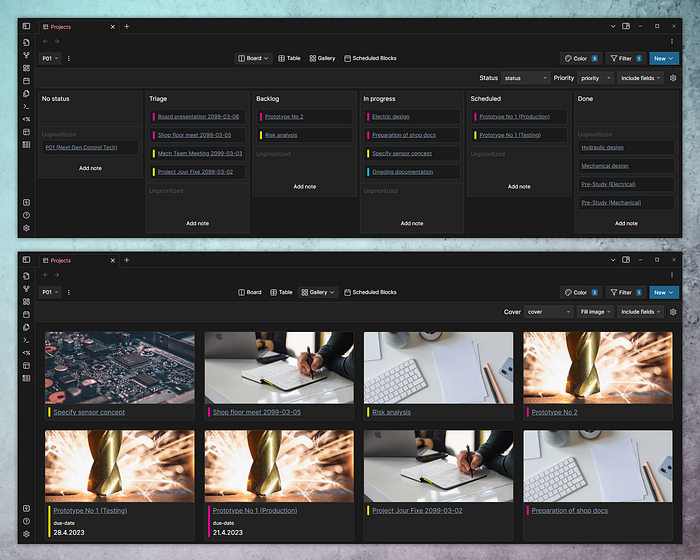 Projects
P01
Board Table Gallery Scheduled Blocks
Color 3 Filter 1 New
Status status Priority priority Include fields
No status
Unprioritized
P01 (Next Gen Control Tech)
Add note
Triage
Board presentation 2099-03-06
Shop floor meet 2099-03-05
Mech Team Meeting 2099-03-03
Project Jour Fixe 2099-03-02
Unprioritized
Add note
Backlog
Prototype No 2
Risk analysis
Unprioritized
Add note
In progress
Electric design
Preparation of shop docs
Specify sensor concept
Ongoing documentation
Unprioritized
Add note
Scheduled
Prototype No 1 (Production)
Prototype No 1 (Testing)
Unprioritized
Add note
Done
Unprioritized
Hydraulic design
Mechanical design
Pre-Study (Electrical)
Pre-Study (Mechanical)
Add note
Projects
P01
Board Table Gallery Scheduled Blocks
Color 3 Filter 1 New
Cover cover Fill image Include fields
Specify sensor concept
Shop floor meet 2099-03-05
Risk analysis
Prototype No 2
Prototype No 1 (Testing)
due-date
28.4.2023
Prototype No 1 (Production)
due-date
21.4.2023
Project Jour Fixe 2099-03-02
Preparation of shop docs